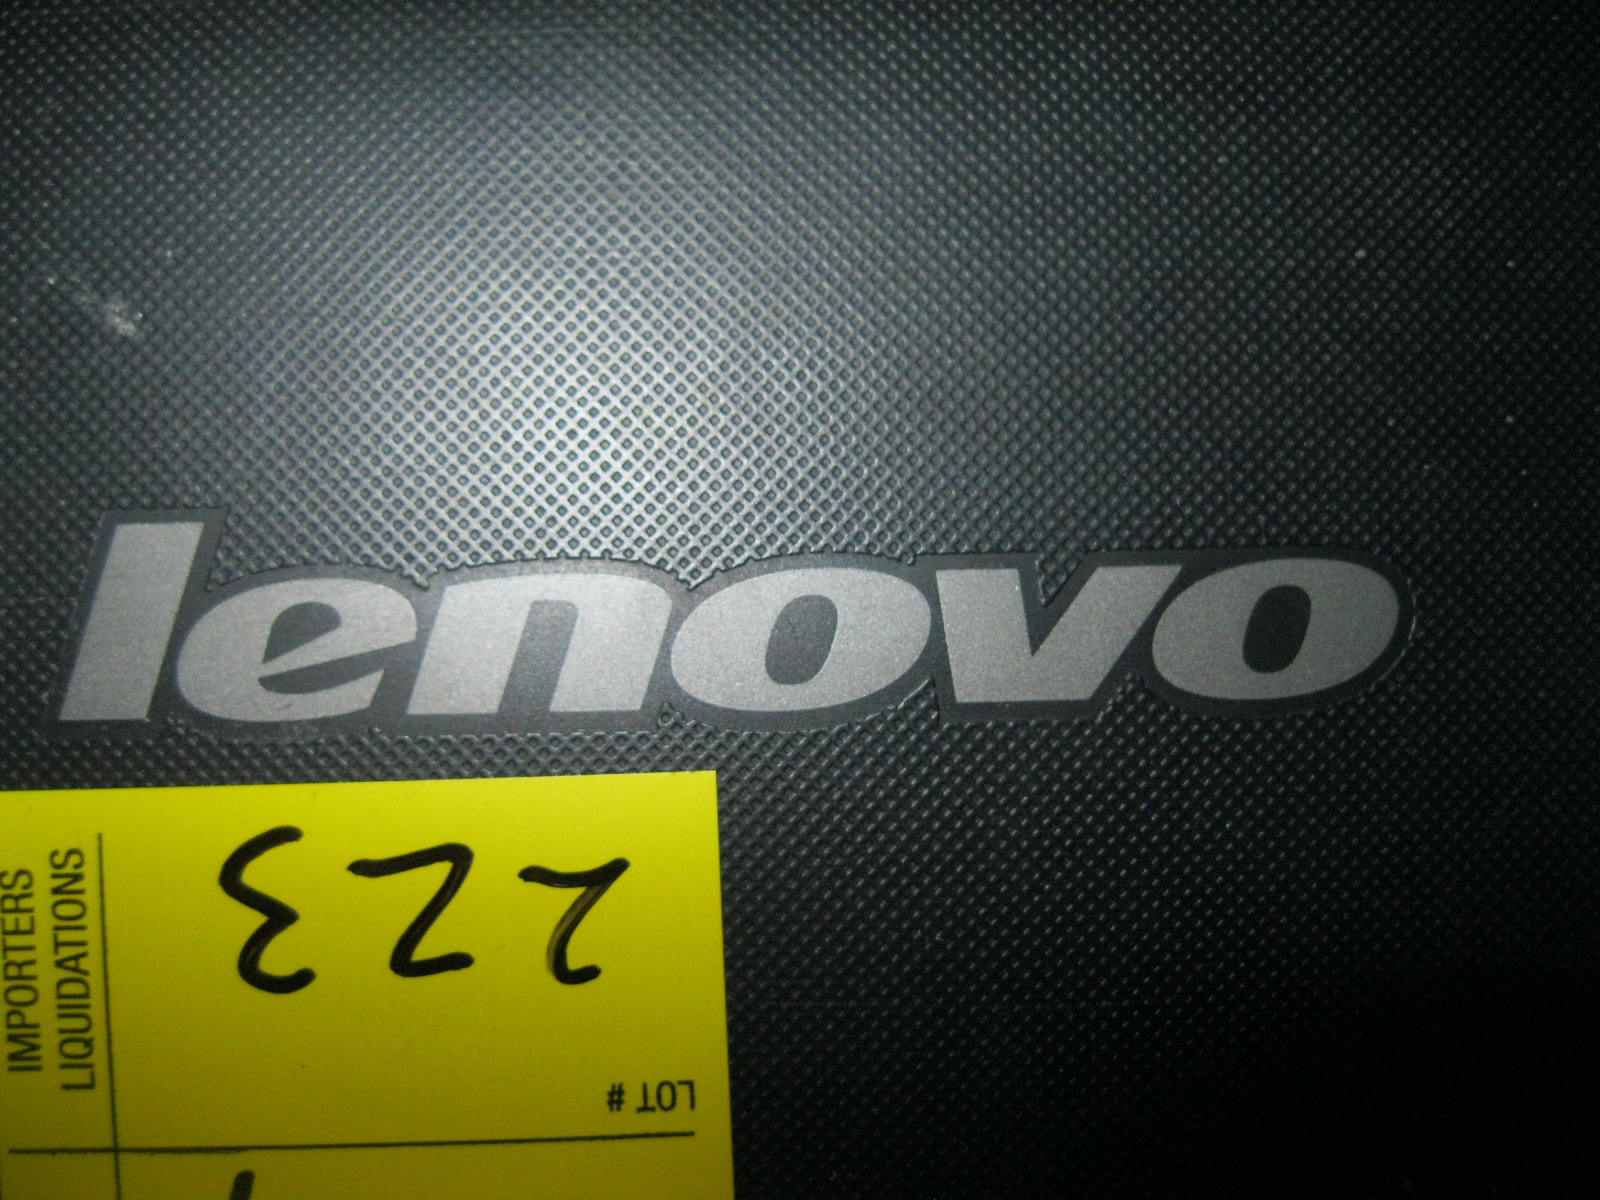 lenovo
IMPORTERS
LIQUIDATIONS
LOT #
223